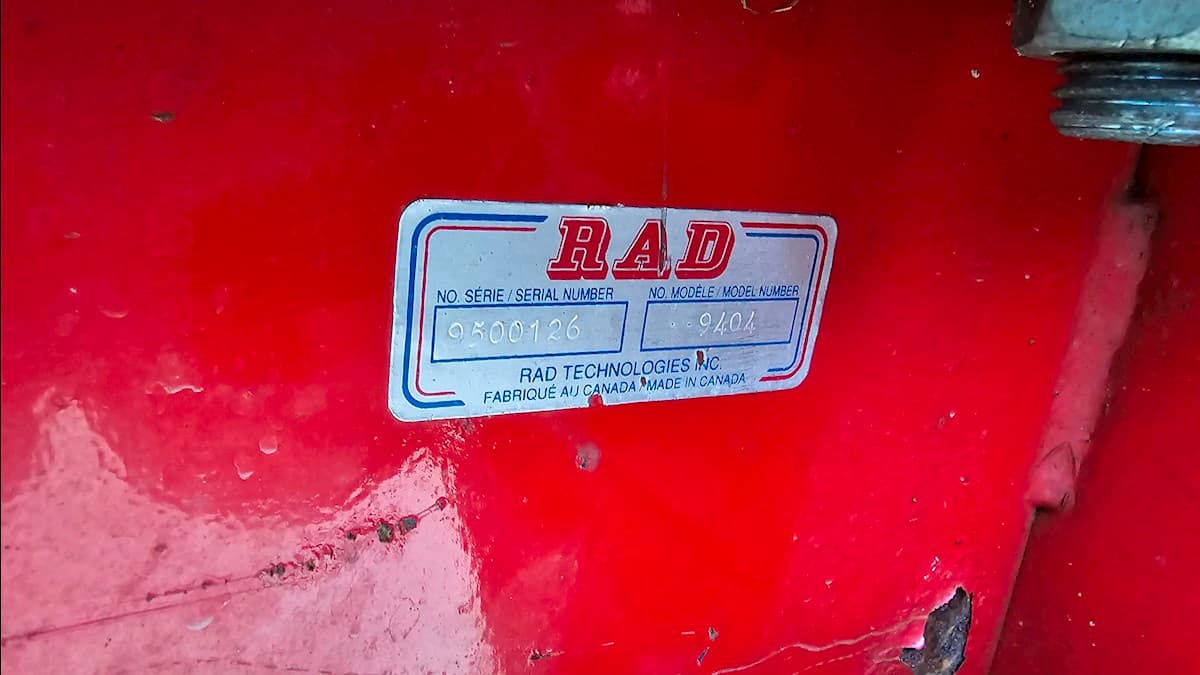 RAD
NO. SÉRIE / SERIAL NUMBER NO. MODÈLE / MODEL NUMBER
9500126 9404
RAD TECHNOLOGIES INC.
FABRIQUÉ AU CANADA / MADE IN CANADA